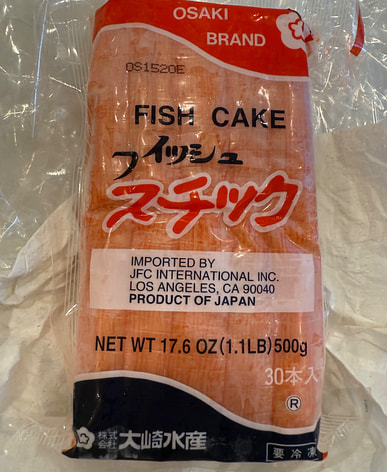 OSAKI
BRAND
OS1520E
FISH CAKE
フィッシュ
スチック
IMPORTED BY
JFC INTERNATIONAL INC.
LOS ANGELES, CA 90040
PRODUCT OF JAPAN
NET WT 17.6 OZ (1.1LB) 500g
30本入
®
株式会社 大崎水産
要冷凍